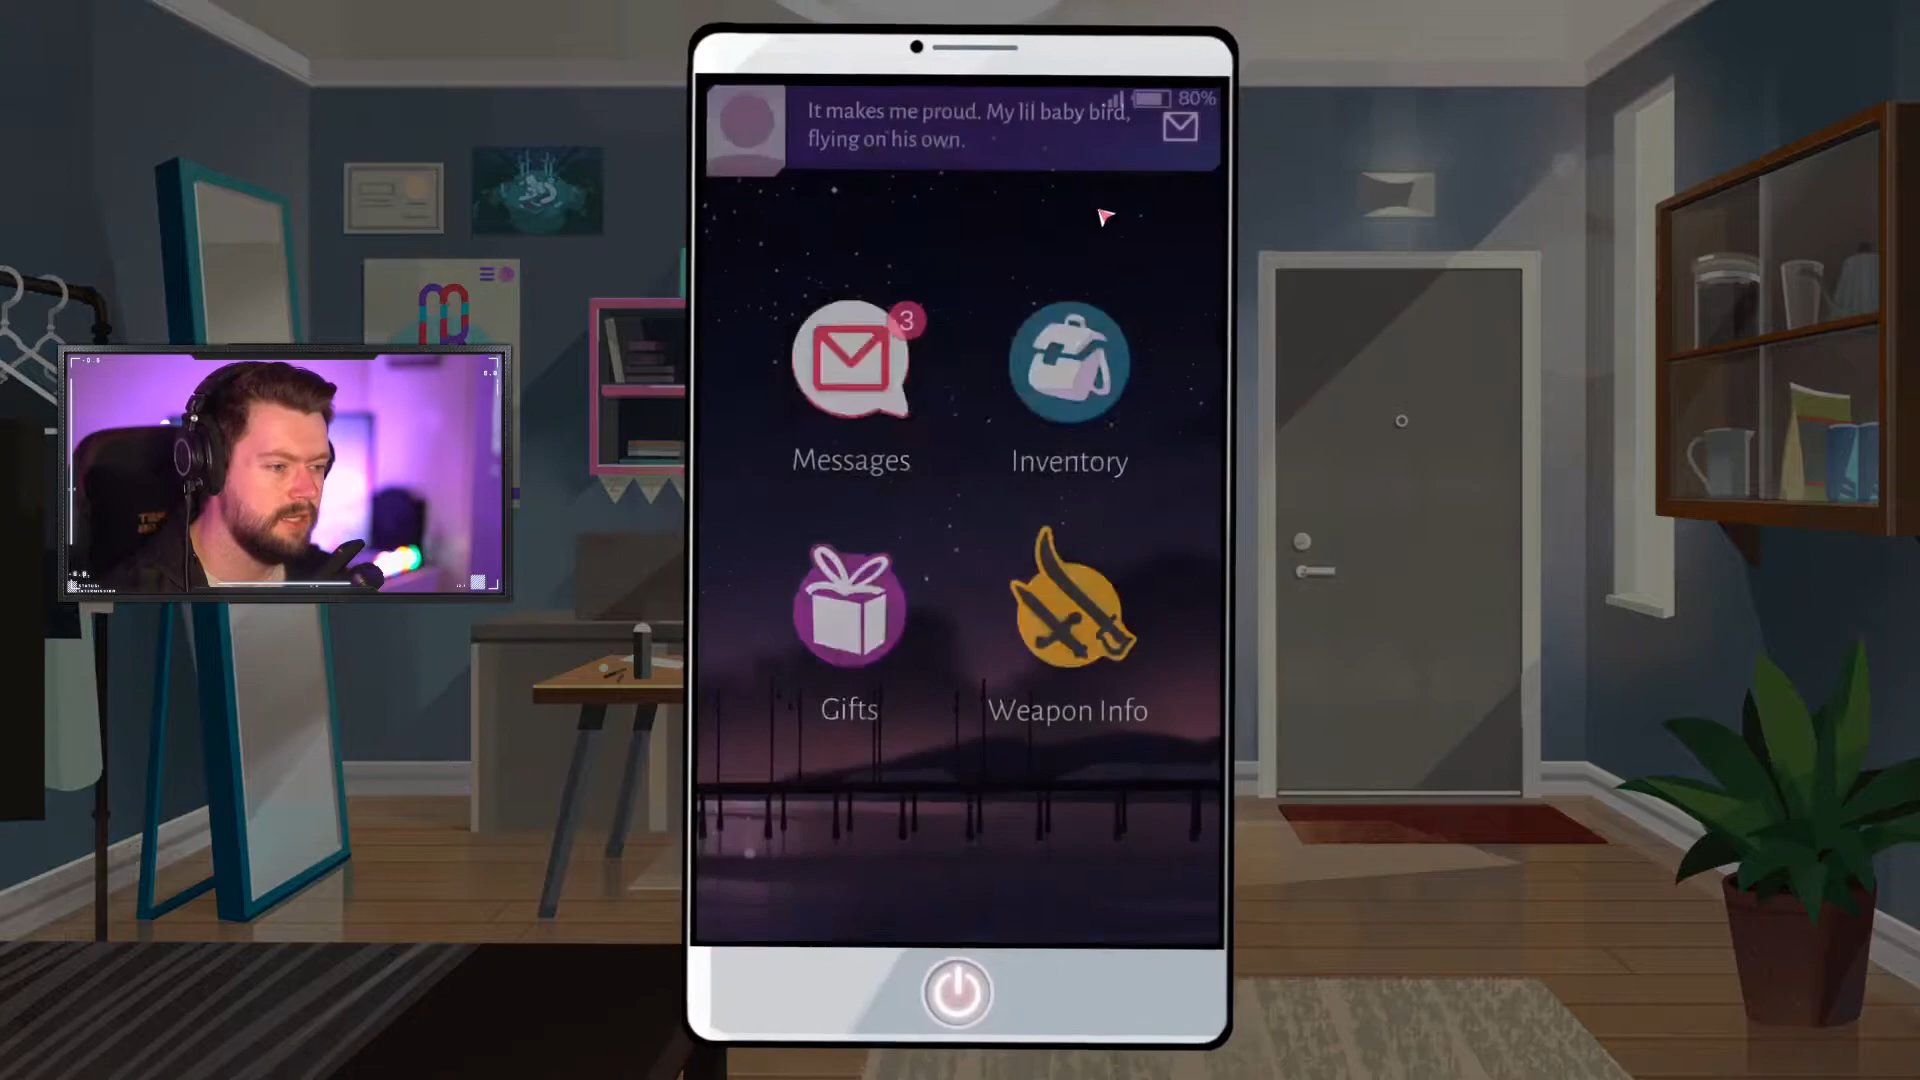 80%
It makes me proud. My lil baby bird,
flying on his own.
3
Messages
Inventory
Gifts
Weapon Info